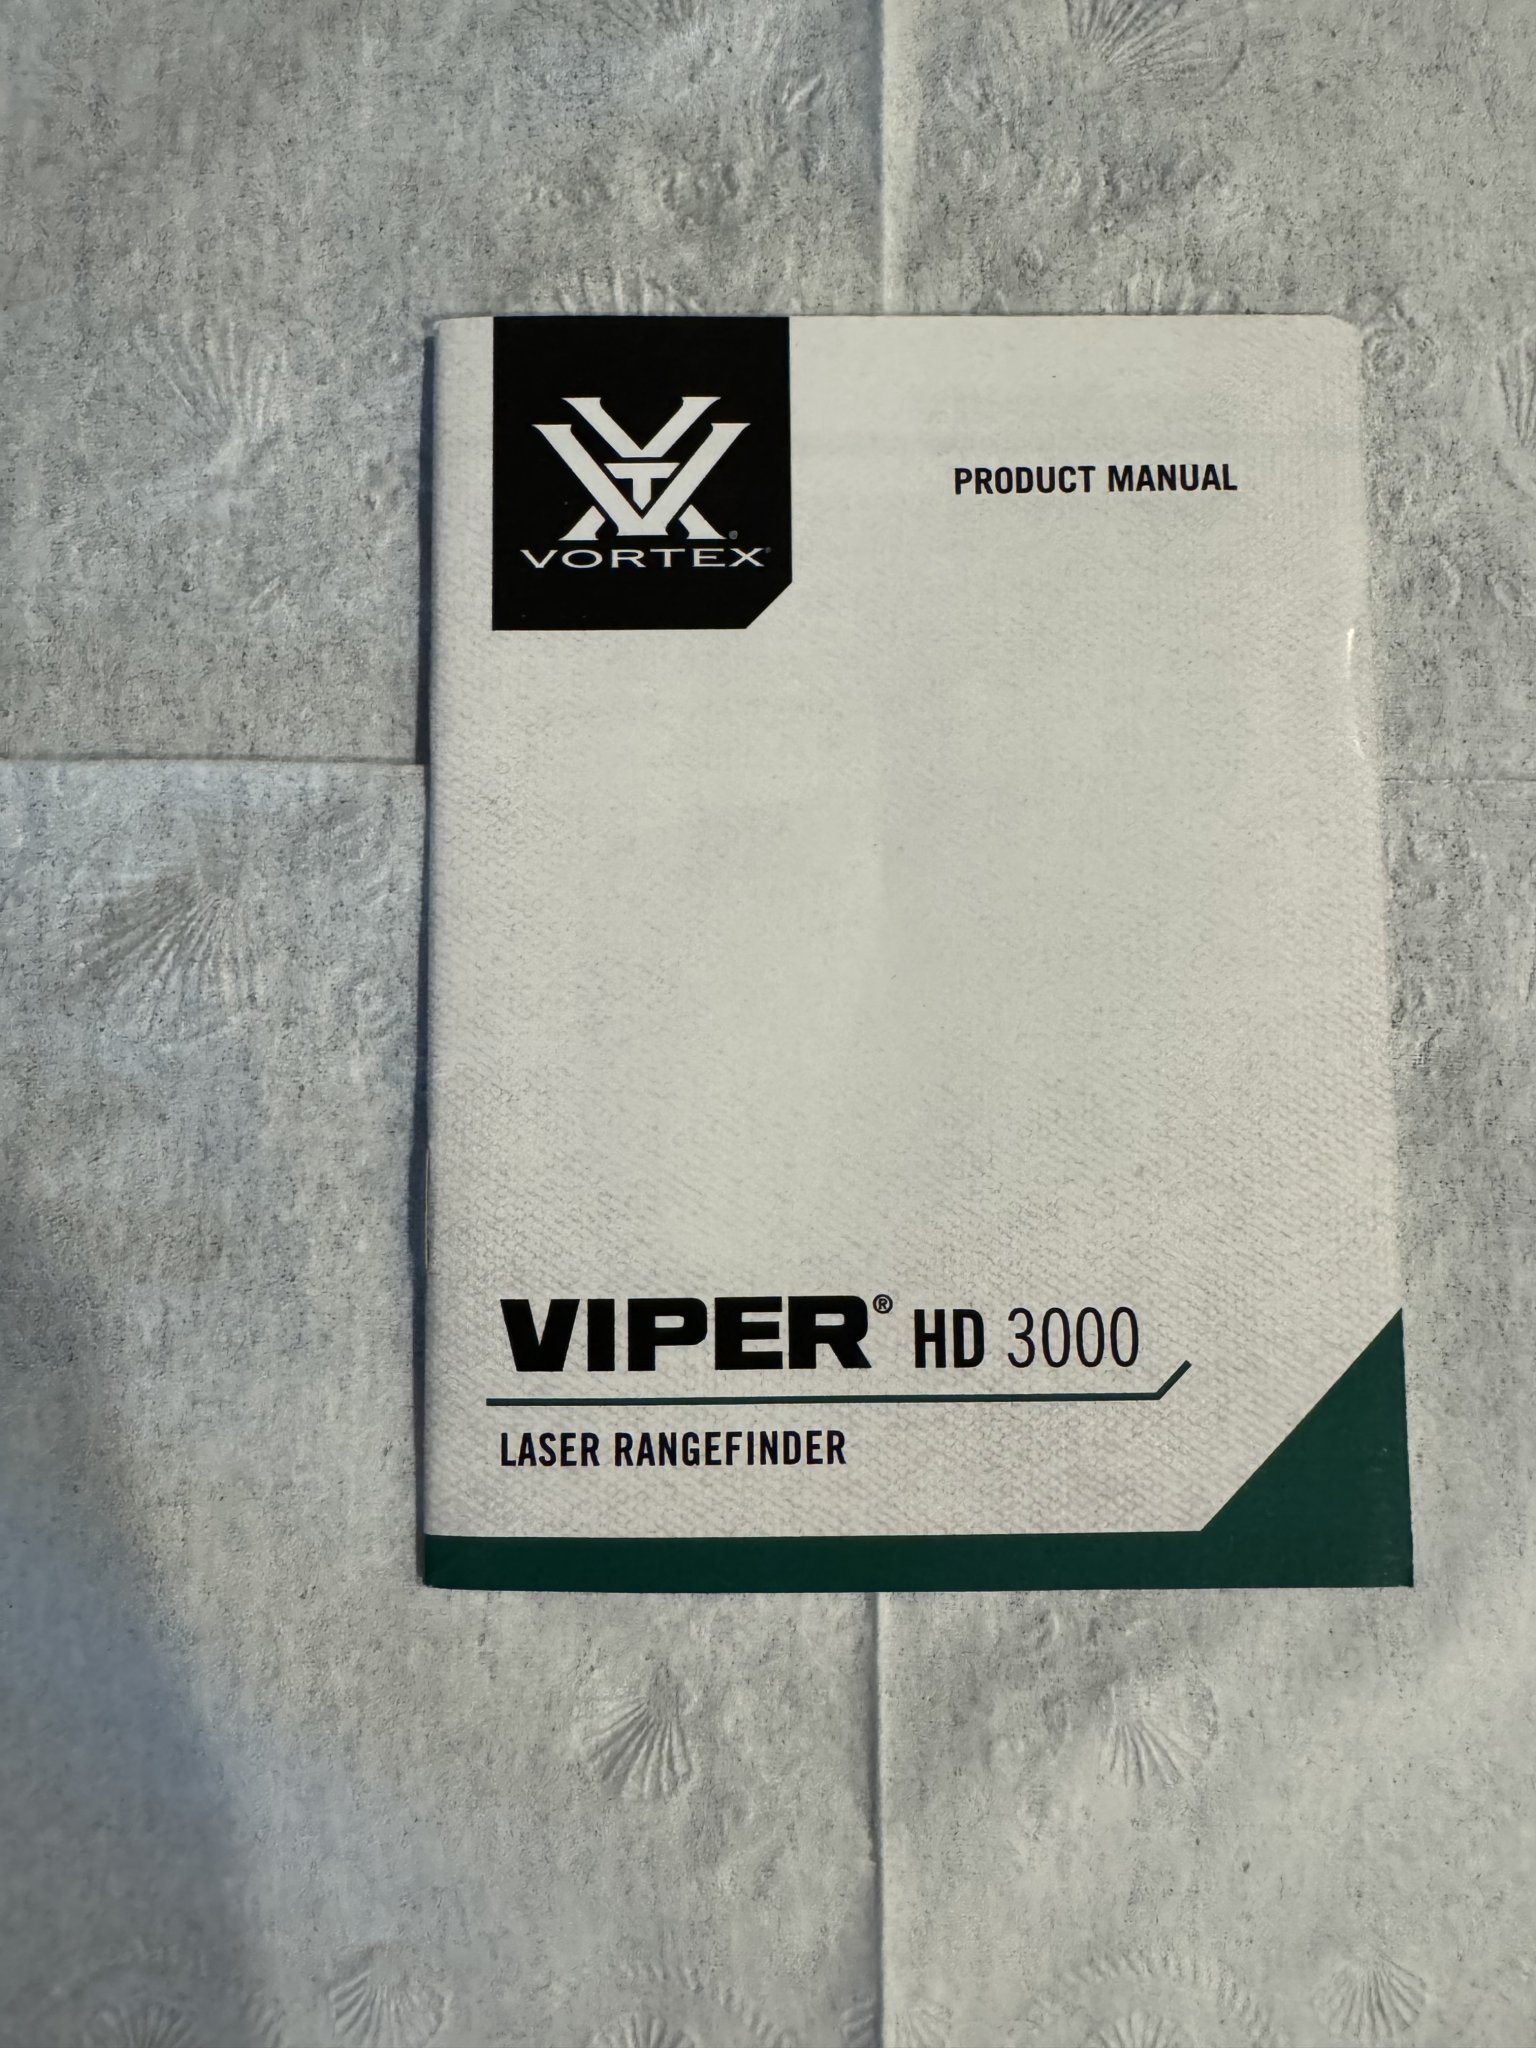 VORTEX®
PRODUCT MANUAL
VIPER® HD 3000
LASER RANGEFINDER